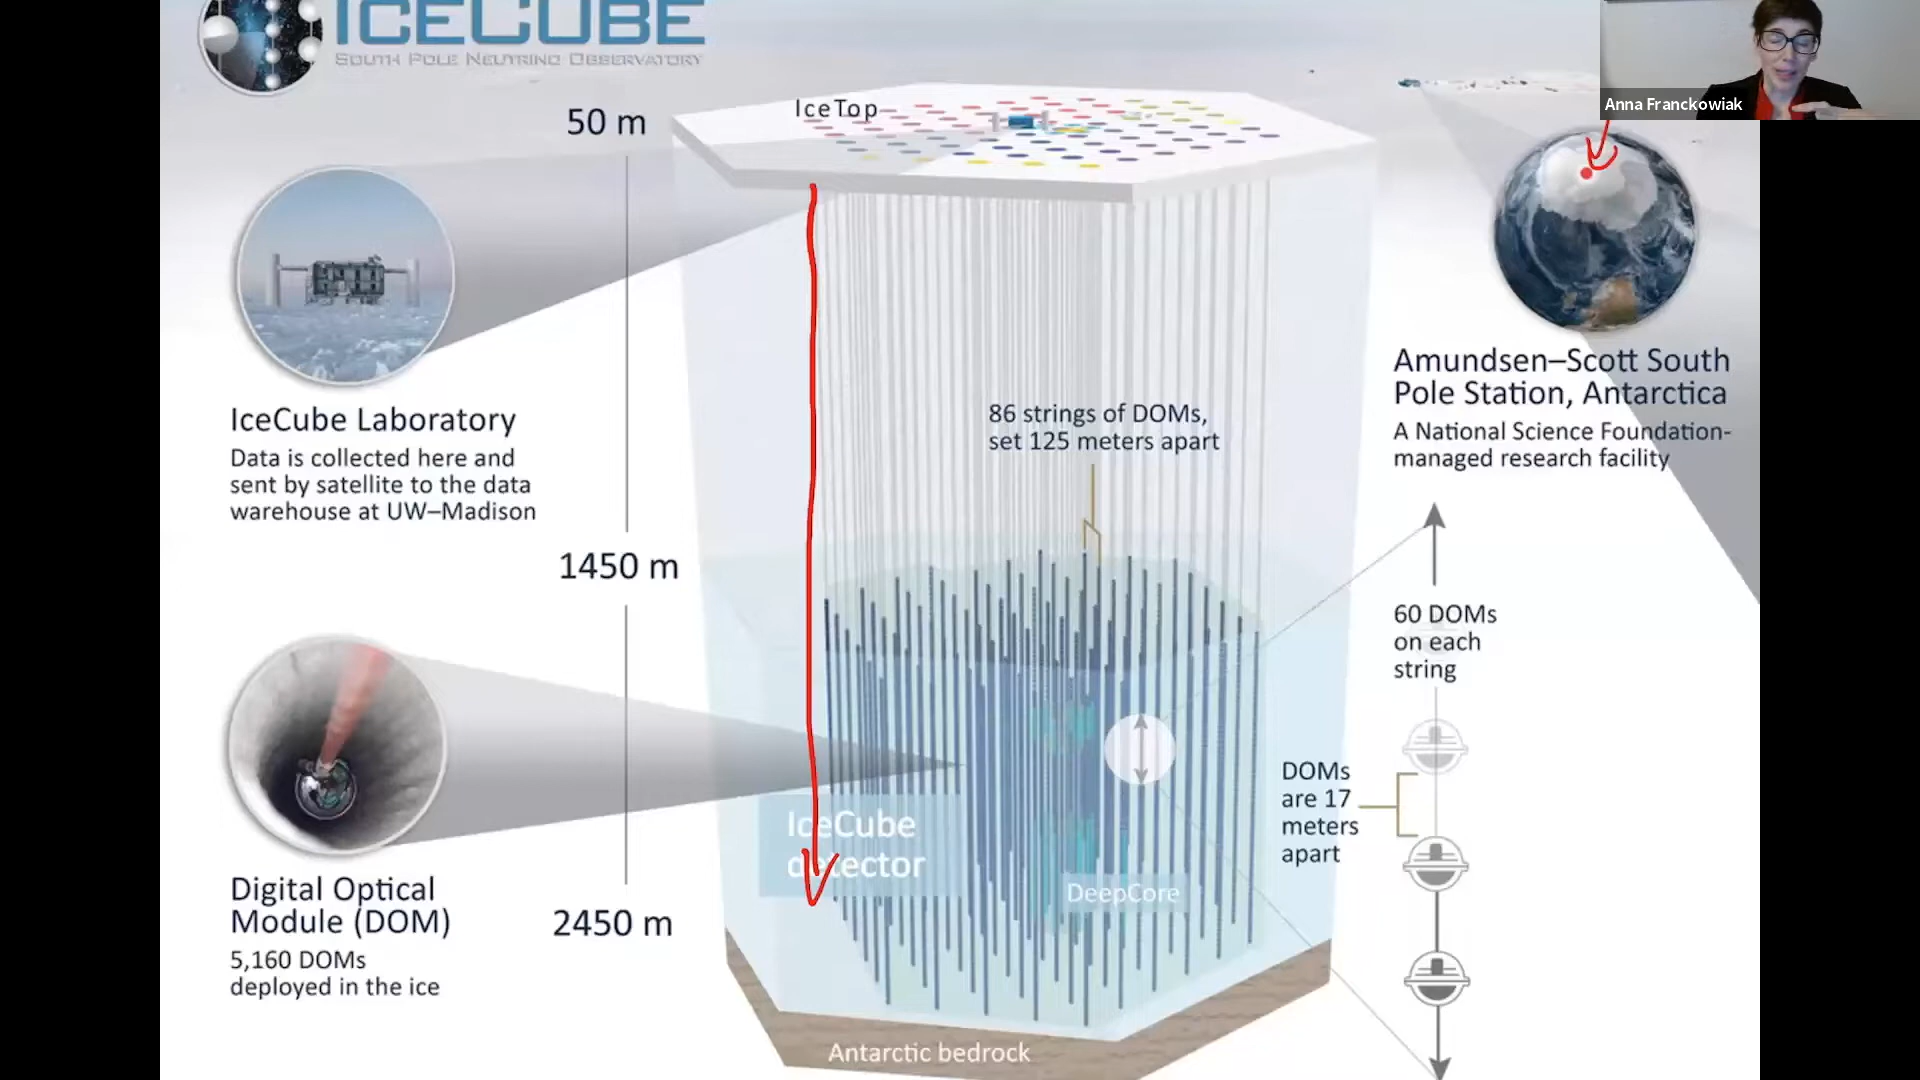 ICECUBE
SOUTH POLE NEUTRINO OBSERVATORY
Anna Franckowiak
50 m
IceTop
Amundsen–Scott South
Pole Station, Antarctica
A National Science Foundation-
managed research facility
IceCube Laboratory
Data is collected here and
sent by satellite to the data
warehouse at UW–Madison
86 strings of DOMs,
set 125 meters apart
1450 m
60 DOMs
on each
string
DOMs
are 17
meters
apart
IceCube
detector
DeepCore
Digital Optical
Module (DOM)
5,160 DOMs
deployed in the ice
2450 m
Antarctic bedrock